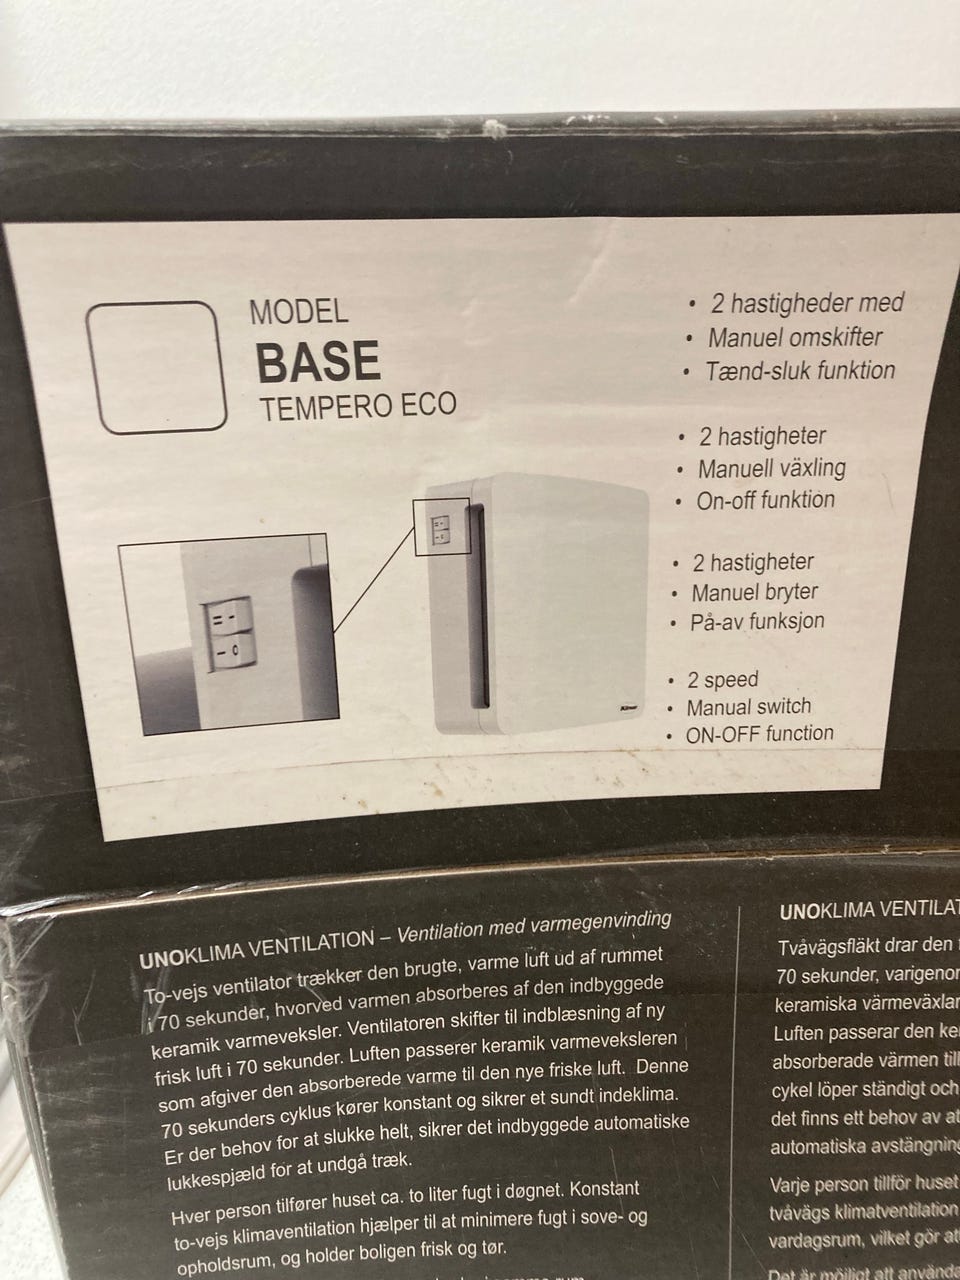 MODEL
BASE
TEMPERO ECO
• 2 hastigheder med
• Manuel omskifter
• Tænd-sluk funktion
• 2 hastigheter
• Manuell växling
• On-off funktion
• 2 hastigheter
• Manuel bryter
• På-av funksjon
• 2 speed
• Manual switch
• ON-OFF function
UNOKLIMA VENTILATION – Ventilation med varmegenvinding
To-vejs ventilator trækker den brugte, varme luft ud af rummet
i 70 sekunder, hvorved varmen absorberes af den indbyggede
keramik varmeveksler. Ventilatoren skifter til indblæsning af ny
frisk luft i 70 sekunder. Luften passerer keramik varmeveksleren
som afgiver den absorberede varme til den nye friske luft. Denne
70 sekunders cyklus kører konstant og sikrer et sundt indeklima.
Er der behov for at slukke helt, sikrer det indbyggede automatiske
lukkespjæld for at undgå træk.
Hver person tilfører huset ca. to liter fugt i døgnet. Konstant
to-vejs klimaventilation hjælper til at minimere fugt i sove- og
opholdsrum, og holder boligen frisk og tør.
UNOKLIMA VENTILAT
Tvåvägsfläkt drar den
70 sekunder, varigenor
keramiska värmeväxlar
Luften passerar den ke
absorberade värmen till
cykel löper ständigt och
det finns ett behov av at
automatiska avstängning
Varje person tillför huset
tvåvägs klimatventilation
vardagsrum, vilket gör at
Det är möjligt att använda